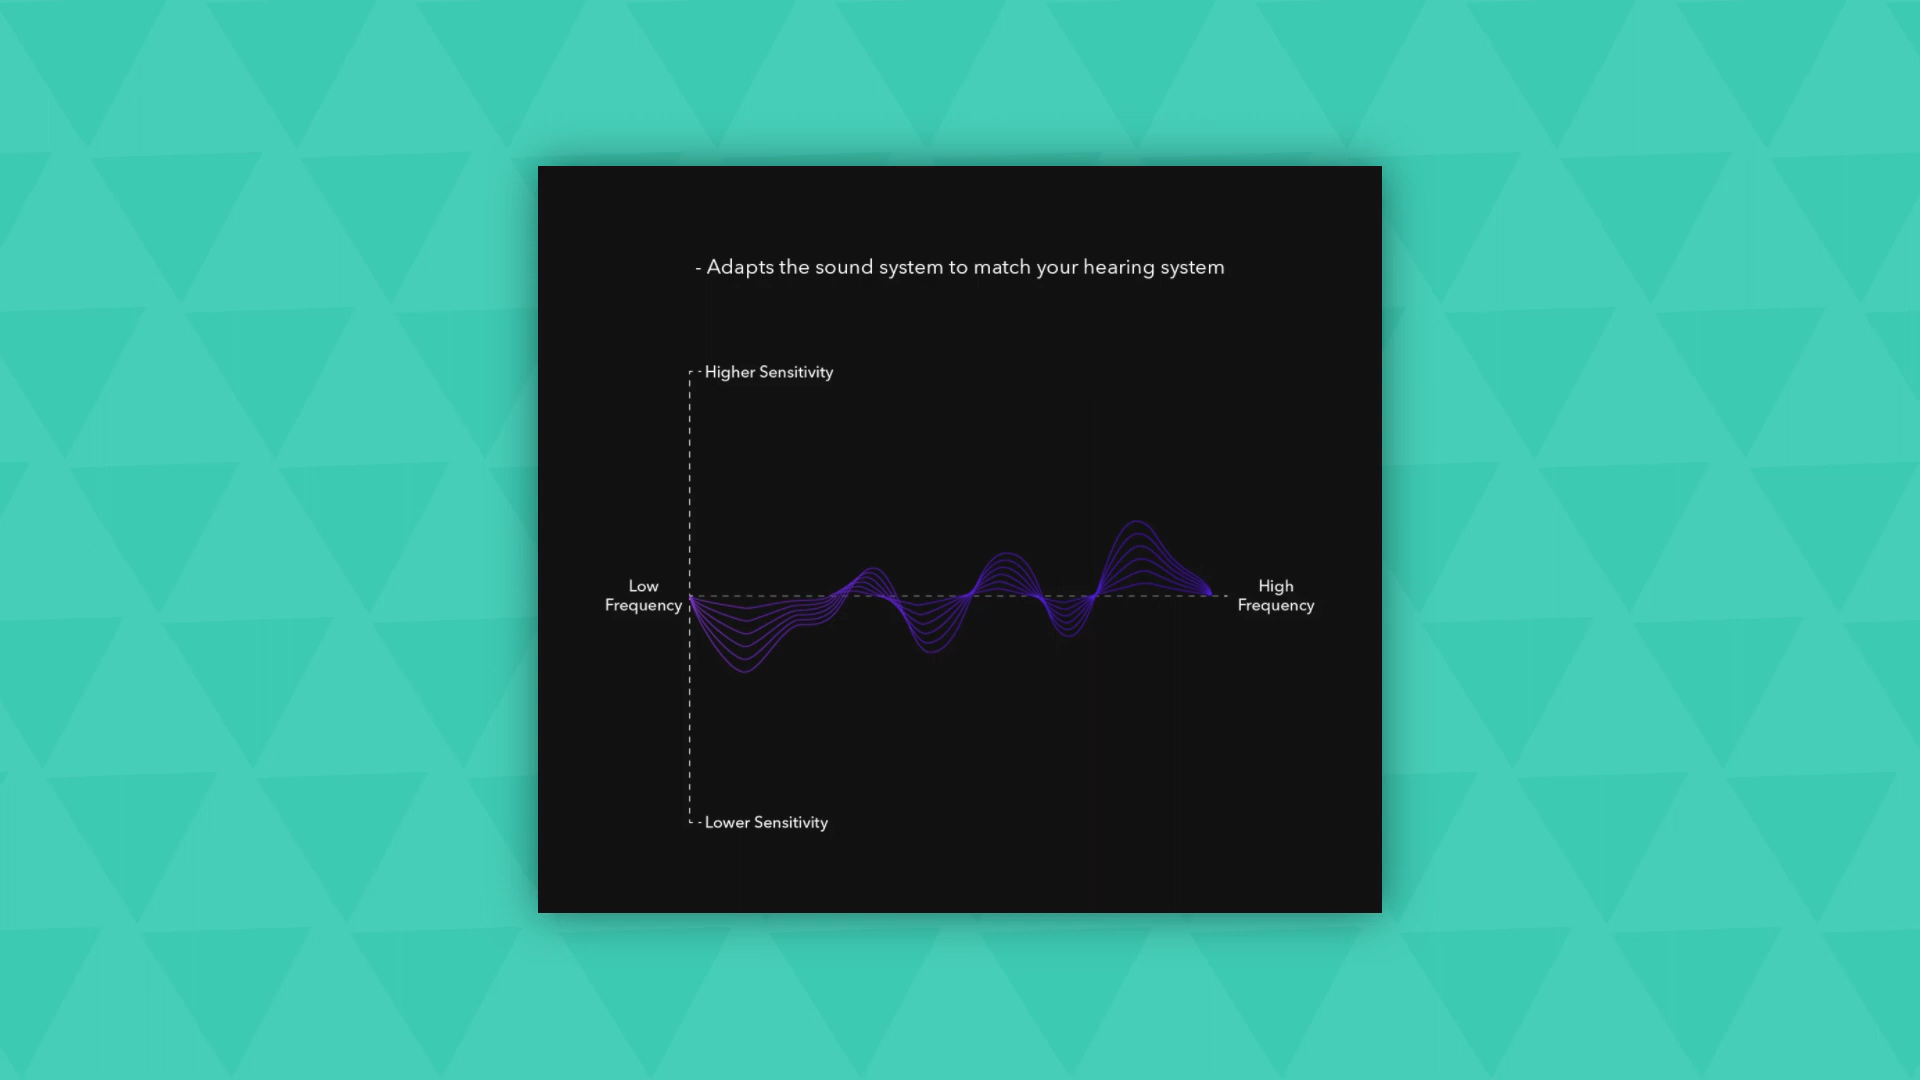 - Adapts the sound system to match your hearing system
Higher Sensitivity
Low
Frequency
High
Frequency
Lower Sensitivity